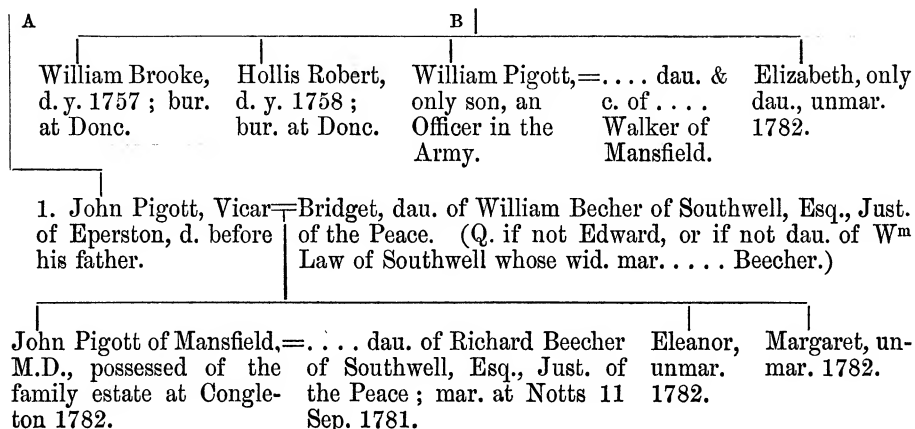 A
B
William Brooke,
d. y. 1757 ; bur.
at Donc.
Hollis Robert,
d. y. 1758 ;
bur. at Donc.
William Pigott,=
only son, an
Officer in the
Army.
. . . . dau. &
c. of . . . .
Walker of
Mansfield.
Elizabeth, only
dau., unmar.
1782.
1. John Pigott, Vicar=
of Eperston, d. before
his father.
Bridget, dau. of William Becher of Southwell, Esq., Just.
of the Peace. (Q. if not Edward, or if not dau. of Wᵐ
Law of Southwell whose wid. mar. . . . . Beecher.)
John Pigott of Mansfield,=
M.D., possessed of the
family estate at Congle-
ton 1782.
. . . . dau. of Richard Beecher
of Southwell, Esq., Just. of
the Peace ; mar. at Notts 11
Sep. 1781.
Eleanor,
unmar.
1782.
Margaret, un-
mar. 1782.